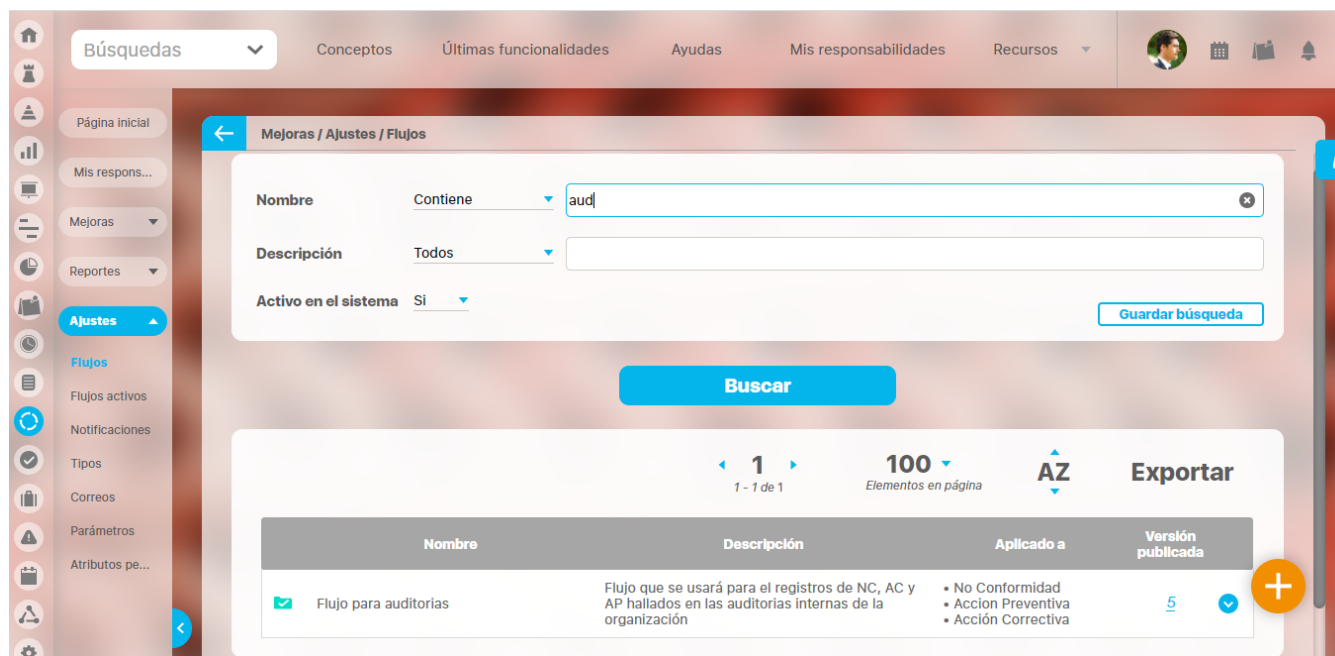 Búsquedas
Conceptos
Últimas funcionalidades
Ayudas
Mis responsabilidades
Recursos
Página inicial
Mis respons...
Mejoras
Reportes
Ajustes
Flujos
Flujos activos
Notificaciones
Tipos
Correos
Parámetros
Atributos pe...
Mejoras / Ajustes / Flujos
Nombre
Contiene
aud
Descripción
Todos
Activo en el sistema
Si
Guardar búsqueda
Buscar
1
1 - 1 de 1
100
Elementos en página
AZ
Exportar
Nombre
Descripción
Aplicado a
Versión
publicada
Flujo para auditorias
Flujo que se usará para el registros de NC, AC y
AP hallados en las auditorias internas de la
organización
• No Conformidad
• Accion Preventiva
• Acción Correctiva
5